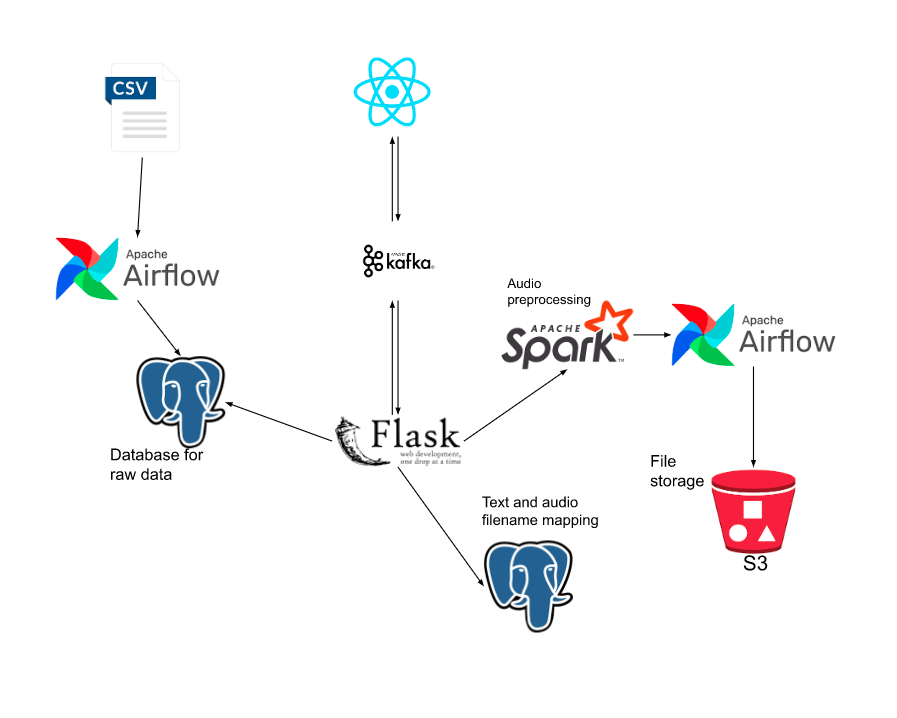 CSV
Apache
Airflow
kafka
Audio
preprocessing
APACHE
Spark
TM
Apache
Airflow
Database for
raw data
Flask
web development,
one drop at a time
File
storage
Text and audio
filename mapping
S3